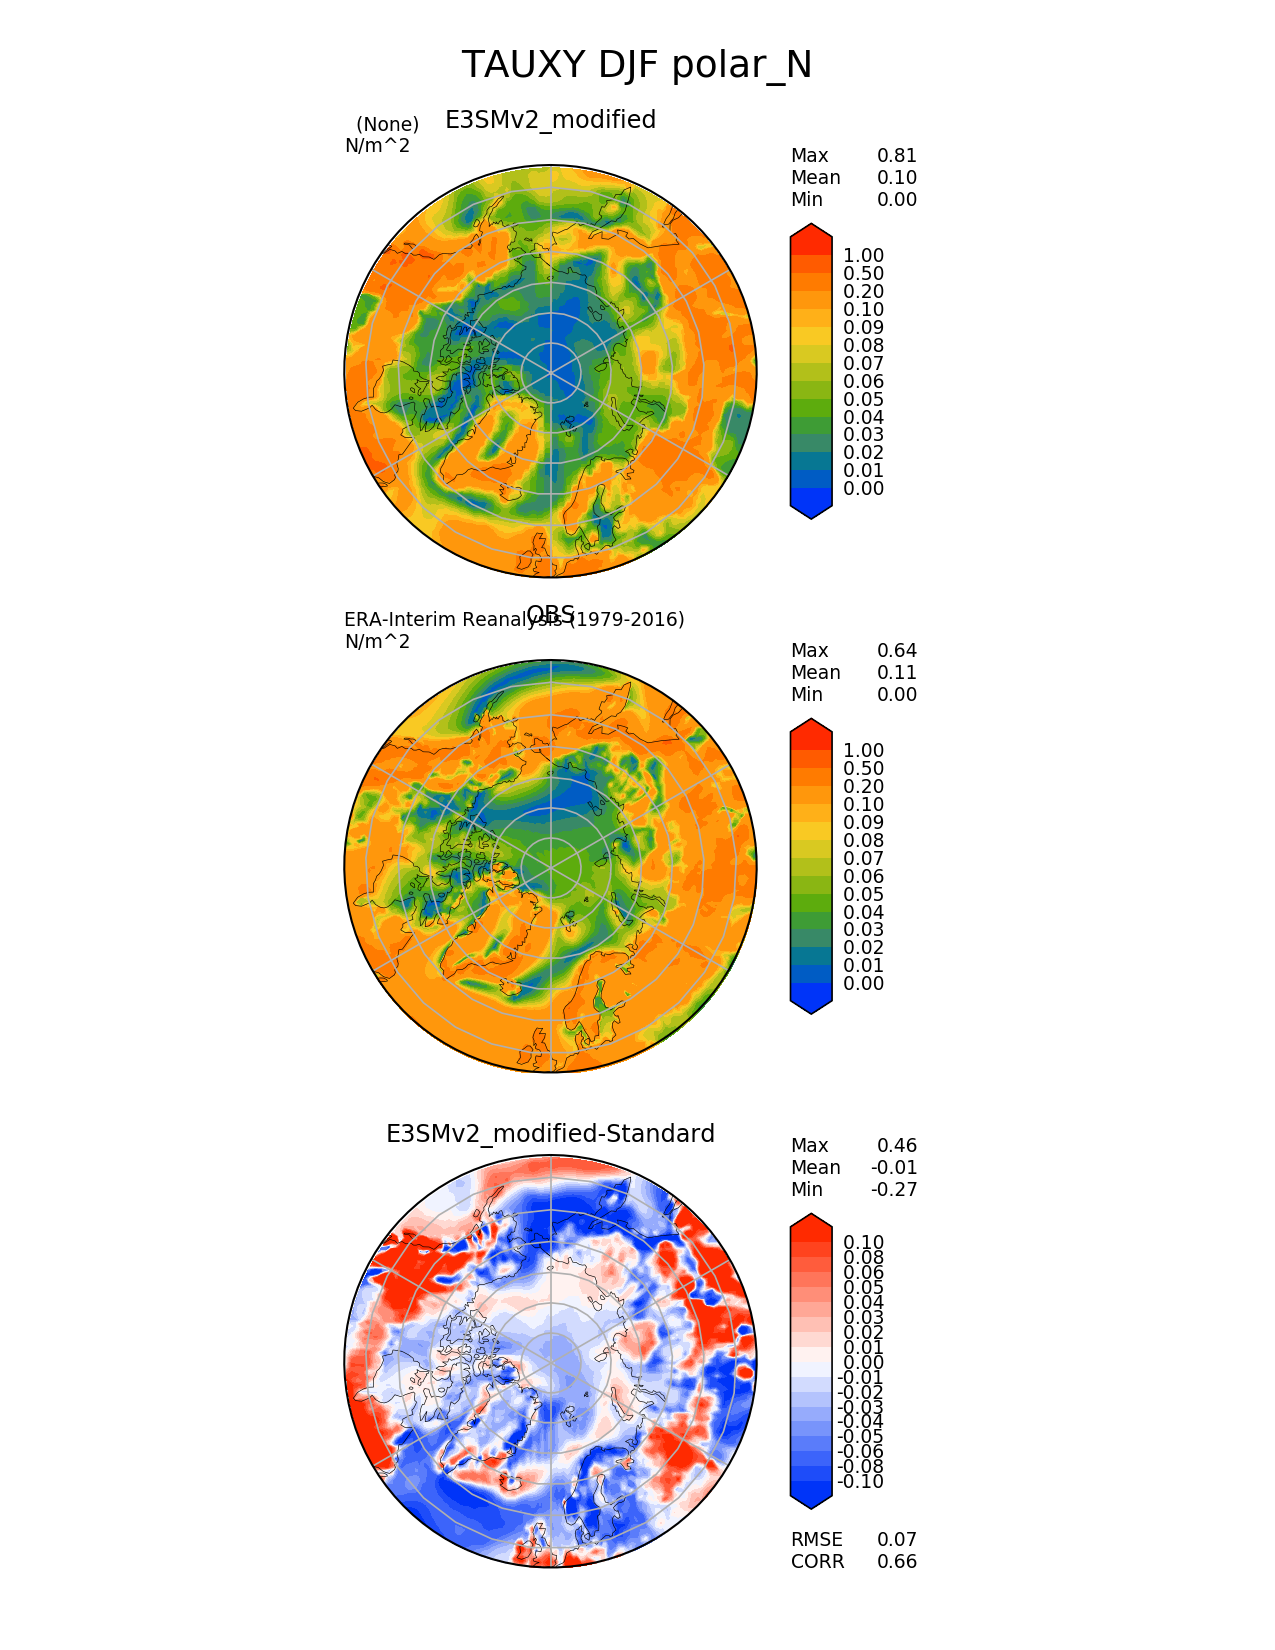 TAUXY DJF polar_N
E3SMv2_modified
(None)
N/m^2
Max 0.81
Mean 0.10
Min 0.00
1.00
0.50
0.20
0.10
0.09
0.08
0.07
0.06
0.05
0.04
0.03
0.02
0.01
0.00
OBS
ERA-Interim Reanalysis (1979-2016)
N/m^2
Max 0.64
Mean 0.11
Min 0.00
1.00
0.50
0.20
0.10
0.09
0.08
0.07
0.06
0.05
0.04
0.03
0.02
0.01
0.00
E3SMv2_modified-Standard
Max 0.46
Mean -0.01
Min -0.27
0.10
0.08
0.06
0.05
0.04
0.03
0.02
0.01
0.00
-0.01
-0.02
-0.03
-0.04
-0.05
-0.06
-0.08
-0.10
RMSE 0.07
CORR 0.66